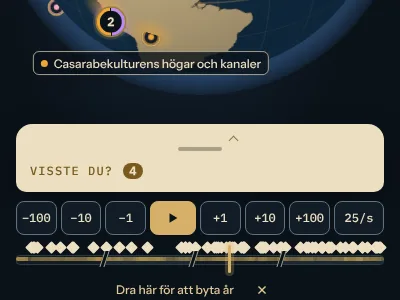 2
Casarabekulturens högar och kanaler
VISSTE DU? 4
−100 −10 −1 +1 +10 +100 25/s
Dra här för att byta år ×